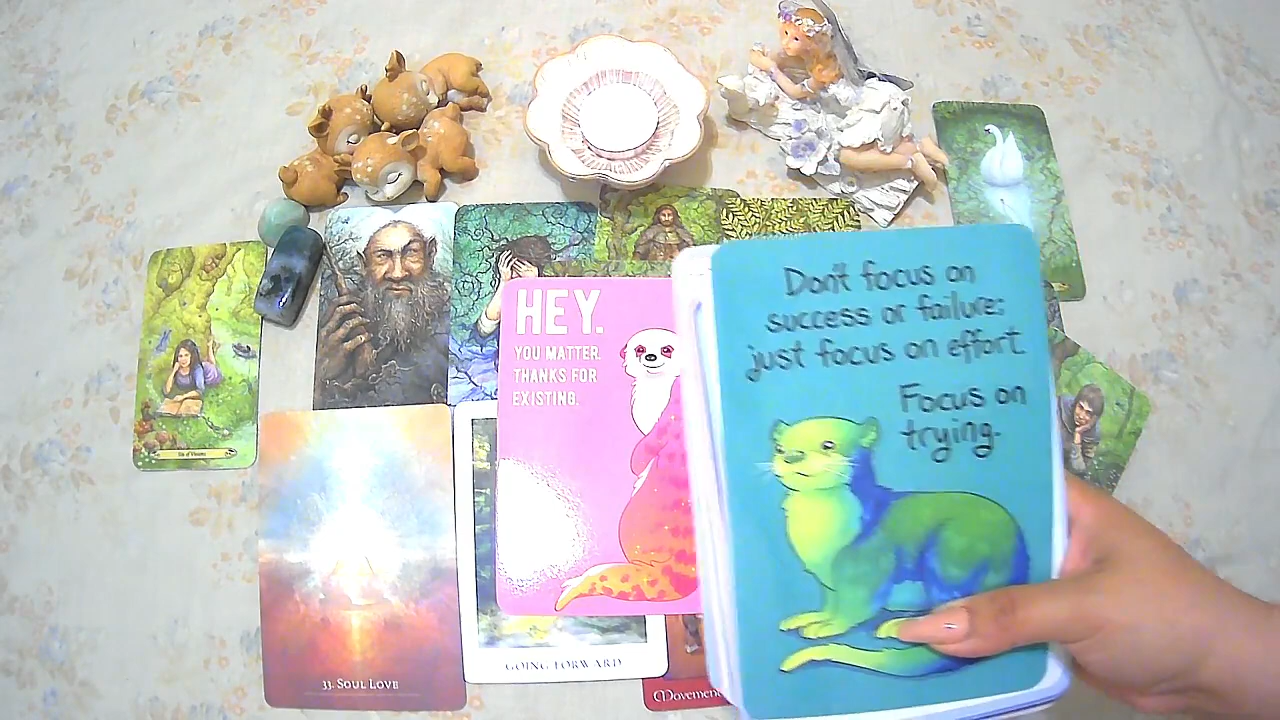 Don't focus on
success or failure;
just focus on effort.
Focus on
trying.
HEY.
YOU MATTER.
THANKS FOR
EXISTING.
33. SOUL LOVE
GOING FORWARD
Movement